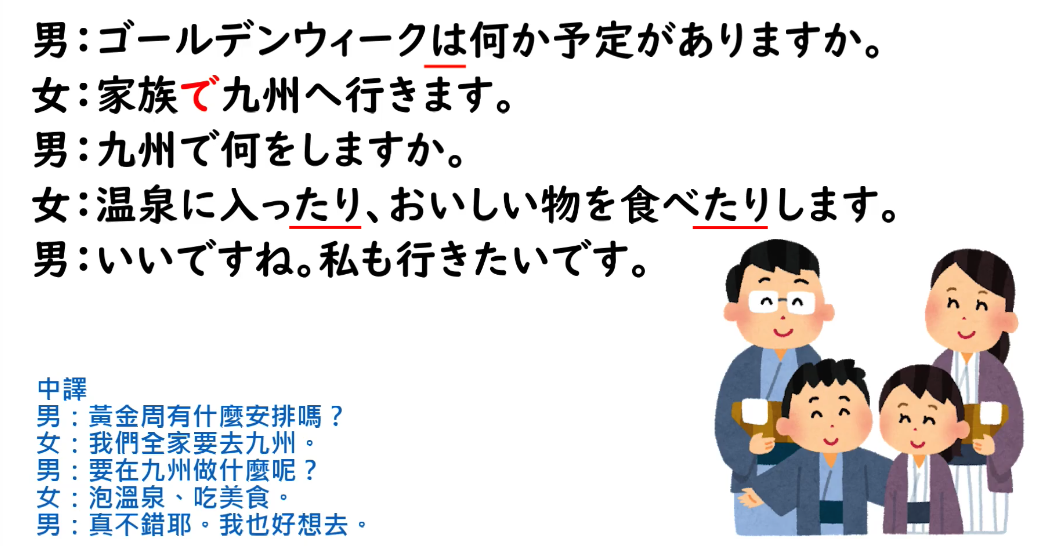 男：ゴールデンウィークは何か予定がありますか。
女：家族で九州へ行きます。
男：九州で何をしますか。
女：温泉に入ったり、おいしい物を食べたりします。
男：いいですね。私も行きたいです。
中譯
男：黃金周有什麼安排嗎？
女：我們全家要去九州。
男：要在九州做什麼呢？
女：泡溫泉、吃美食。
男：真不錯耶。我也好想去。